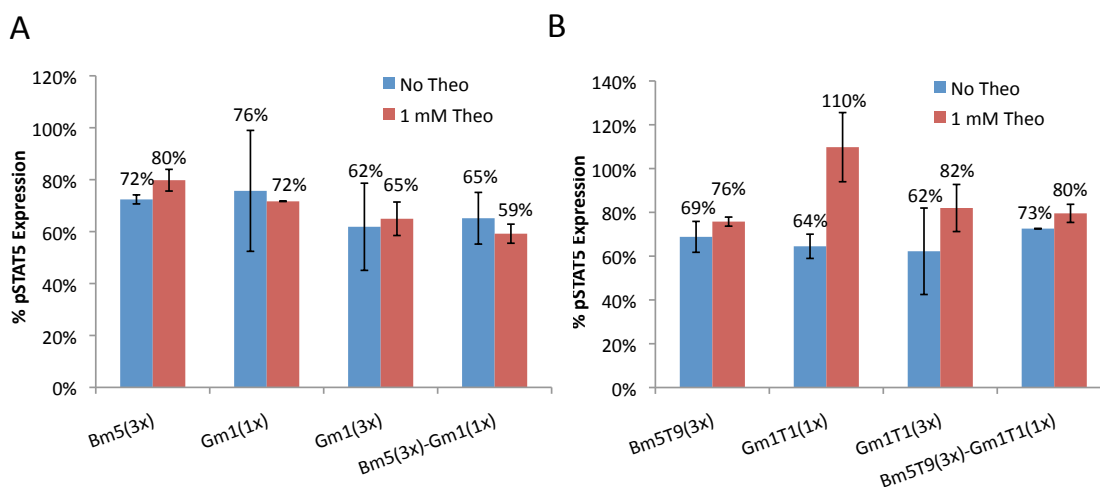 A
% pSTAT5 Expression
120%
100%
80%
60%
40%
20%
0%
No Theo
1 mM Theo
72%
80%
76%
72%
62%
65%
65%
59%
Bm5(3x)
Gm1(1x)
Gm1(3x)
Bm5(3x)-Gm1(1x)
B
% pSTAT5 Expression
140%
120%
100%
80%
60%
40%
20%
0%
No Theo
1 mM Theo
69%
76%
64%
110%
62%
82%
73%
80%
Bm5T9(3x)
Gm1T1(1x)
Gm1T1(3x)
Bm5T9(3x)-Gm1T1(1x)